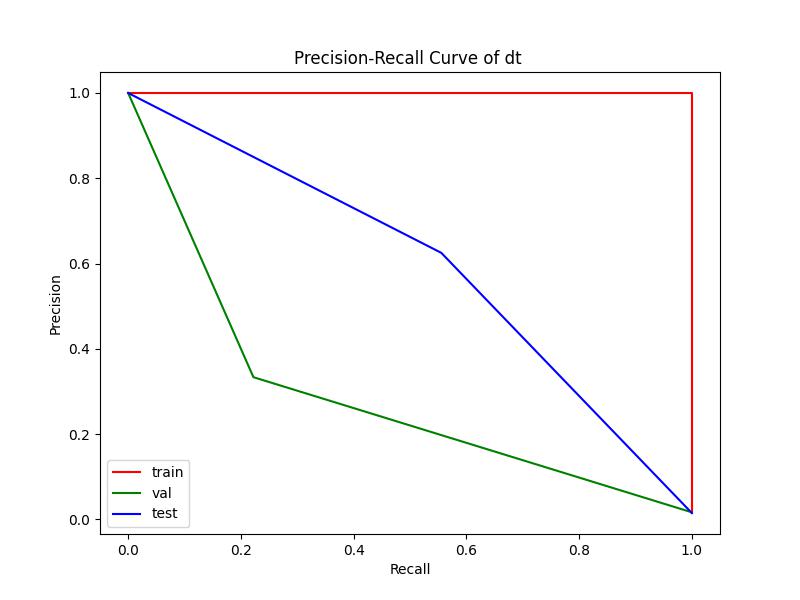 Precision-Recall Curve of dt
1.0
0.8
0.6
0.4
0.2
0.0
Precision
train
val
test
0.0 0.2 0.4 0.6 0.8 1.0
Recall